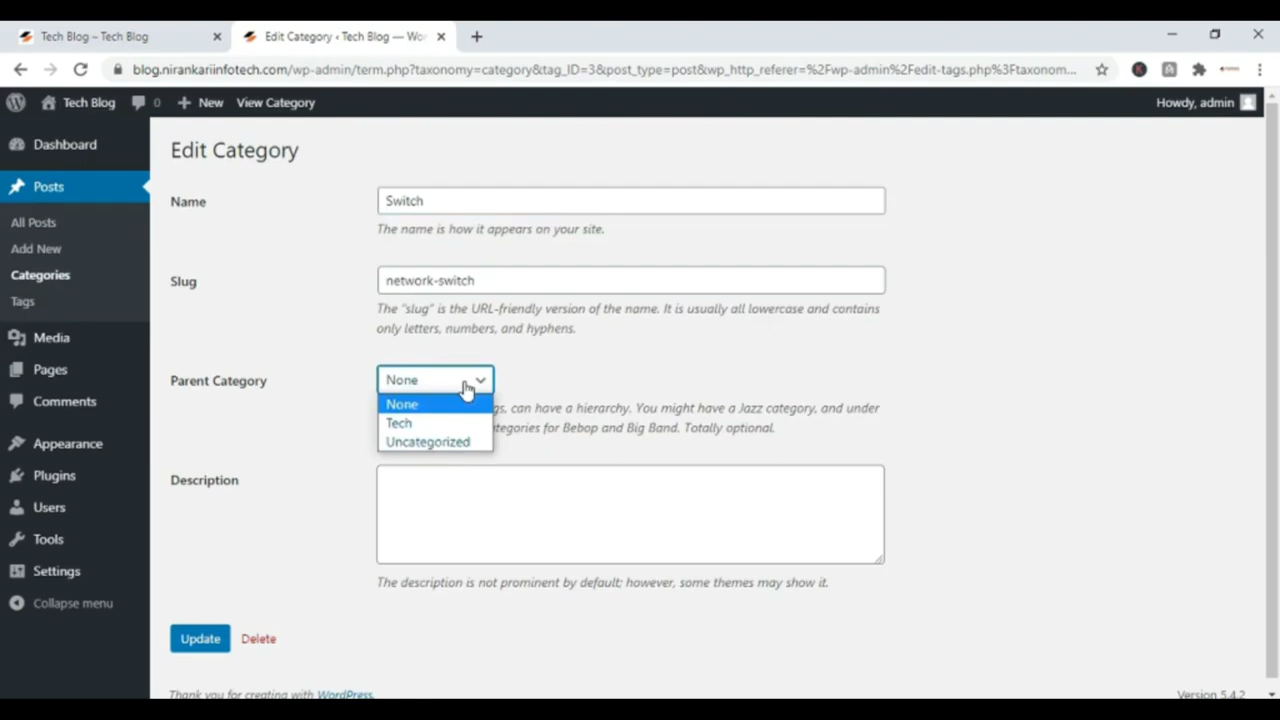 Tech Blog – Tech Blog
Edit Category ‹ Tech Blog — Wor
blog.nirankariinfotech.com/wp-admin/term.php?taxonomy=category&tag_ID=3&post_type=post&wp_http_referer=%2Fwp-admin%2Fedit-tags.php%3Ftaxonom...
Tech Blog 0 New View Category Howdy, admin
Dashboard
Posts
All Posts
Add New
Categories
Tags
Media
Pages
Comments
Appearance
Plugins
Users
Tools
Settings
Collapse menu
Edit Category
Name Switch
The name is how it appears on your site.
Slug network-switch
The “slug” is the URL-friendly version of the name. It is usually all lowercase and contains
only letters, numbers, and hyphens.
Parent Category None
None
Tech
Uncategorized
gs, can have a hierarchy. You might have a Jazz category, and under
tegories for Bebop and Big Band. Totally optional.
Description
The description is not prominent by default; however, some themes may show it.
Update Delete
Thank you for creating with WordPress.
Version 5.4.2